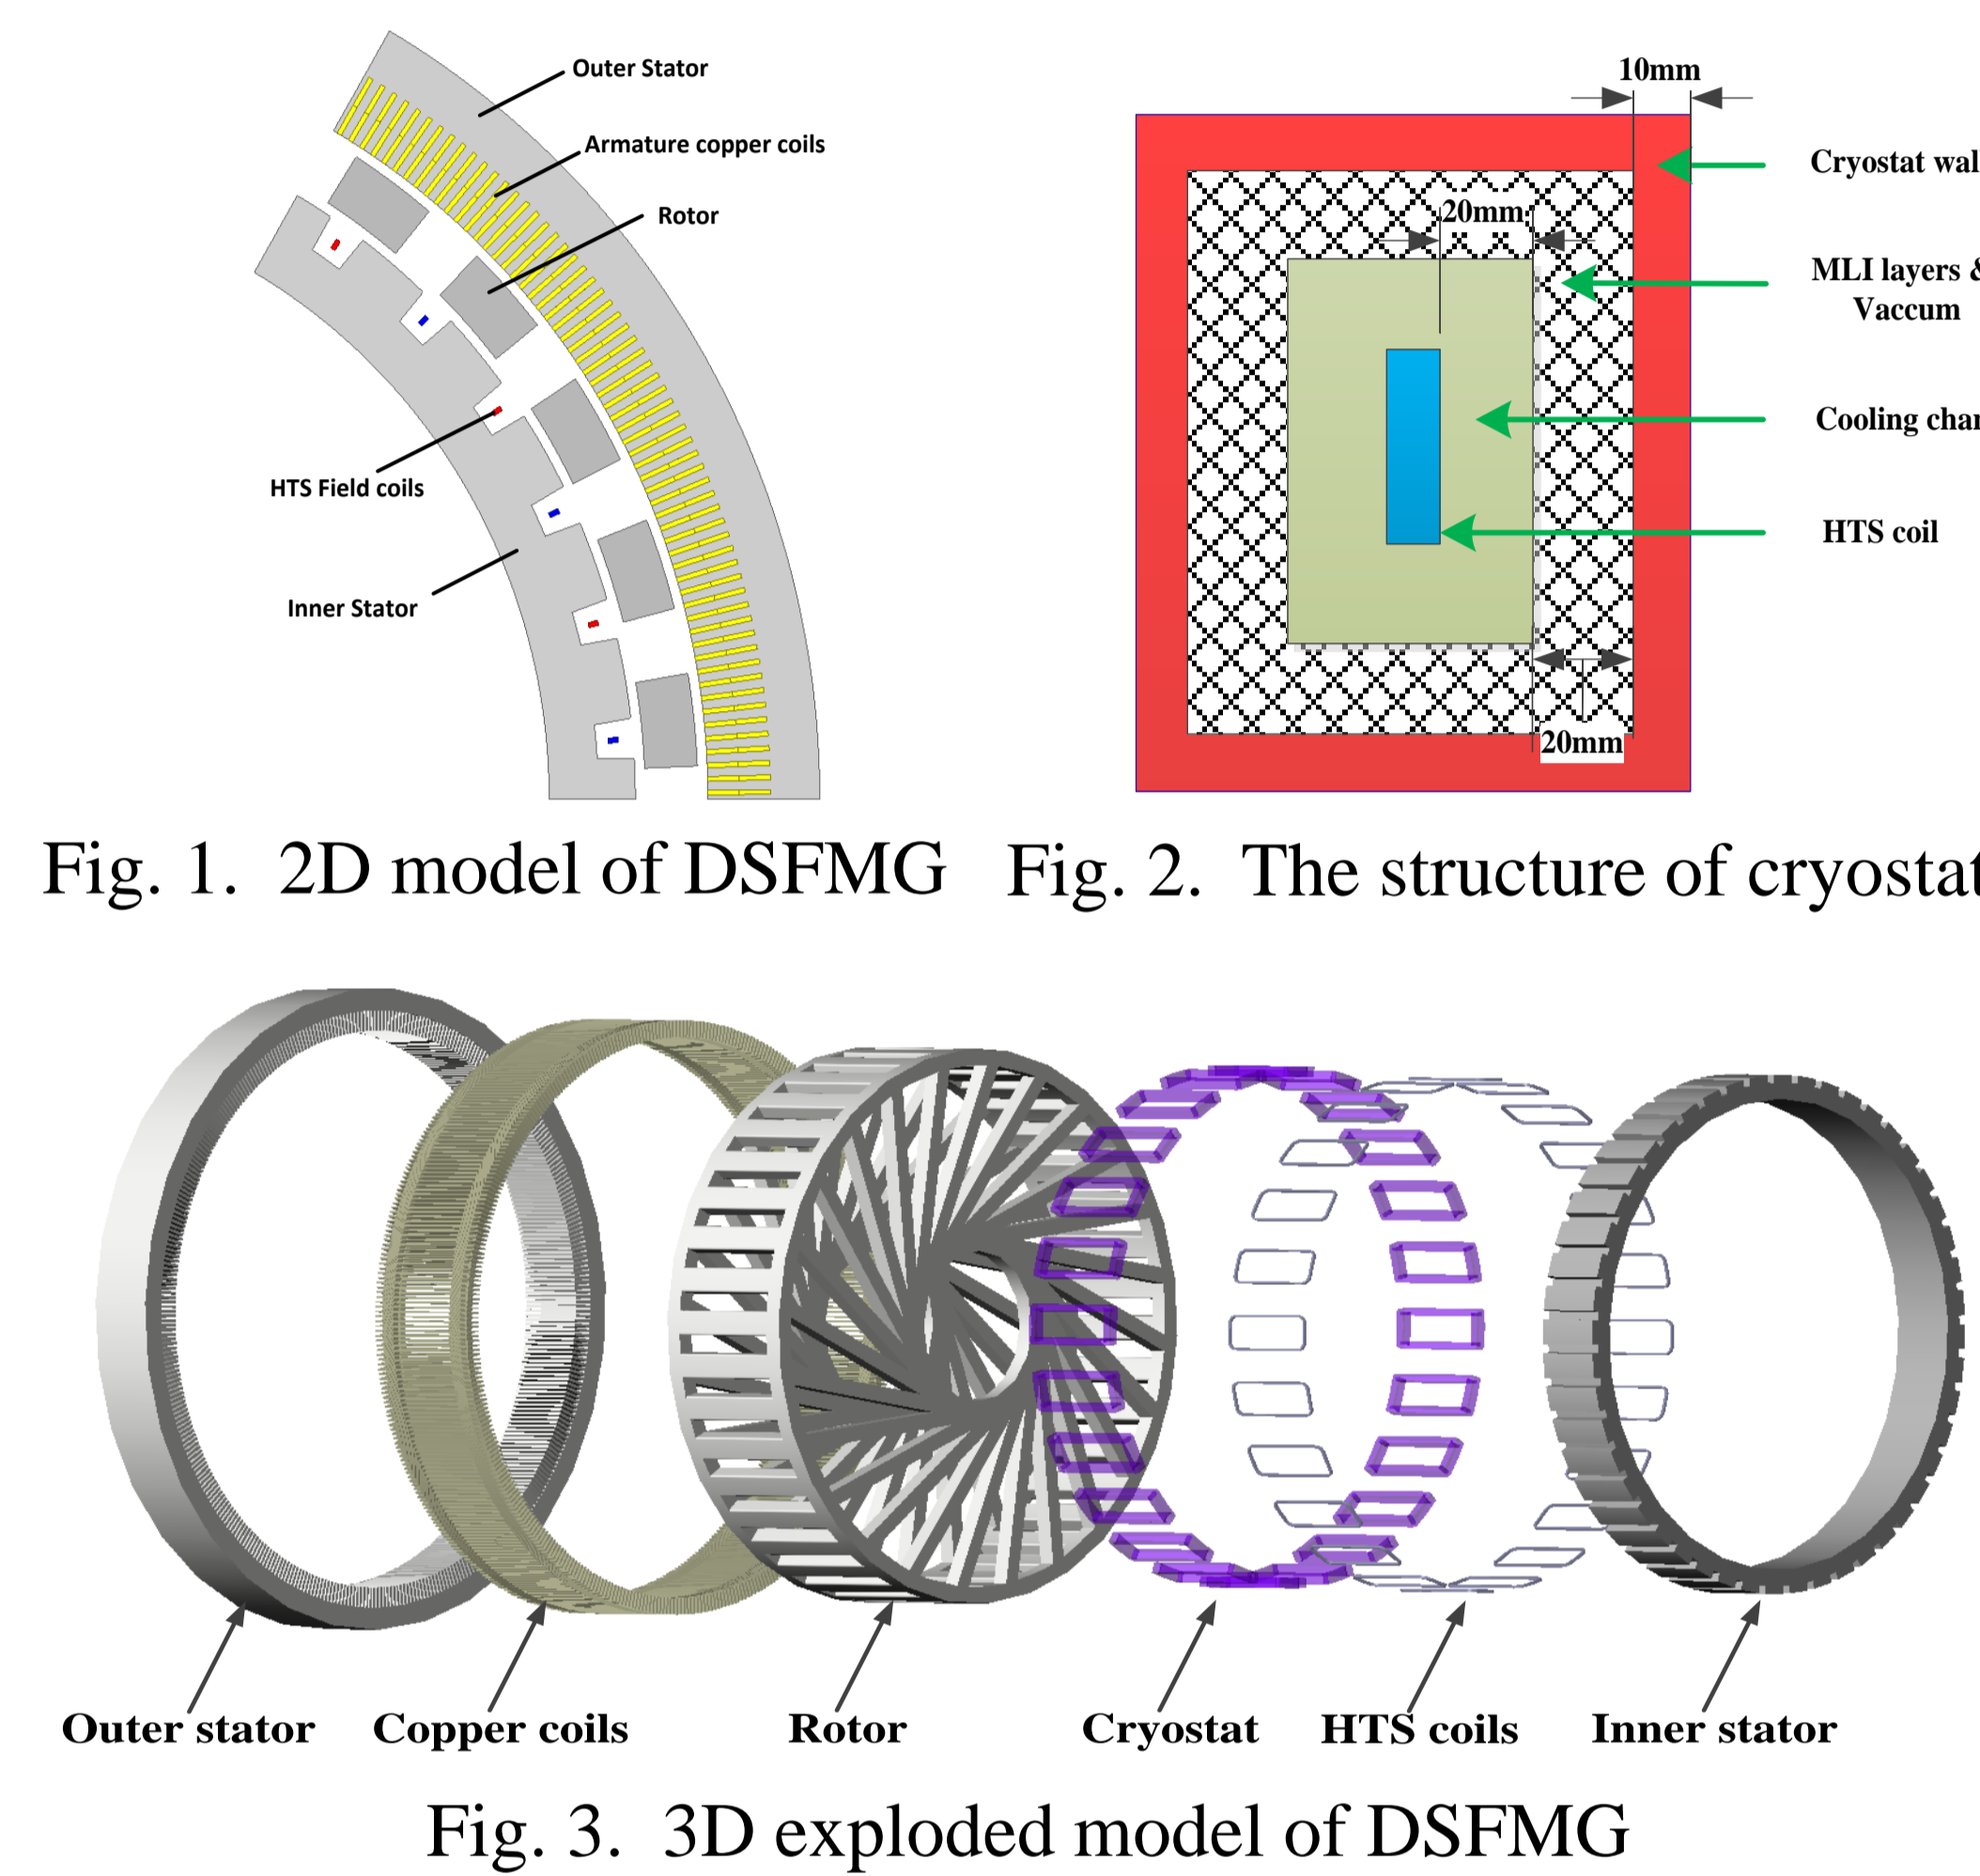 Outer Stator
Armature copper coils
Rotor
HTS Field coils
Inner Stator
10mm
Cryostat wal
20mm
MLI layers &
Vaccum
Cooling chan
HTS coil
20mm
Fig. 1. 2D model of DSFMG
Fig. 2. The structure of cryostat
Outer stator
Copper coils
Rotor
Cryostat
HTS coils
Inner stator
Fig. 3. 3D exploded model of DSFMG